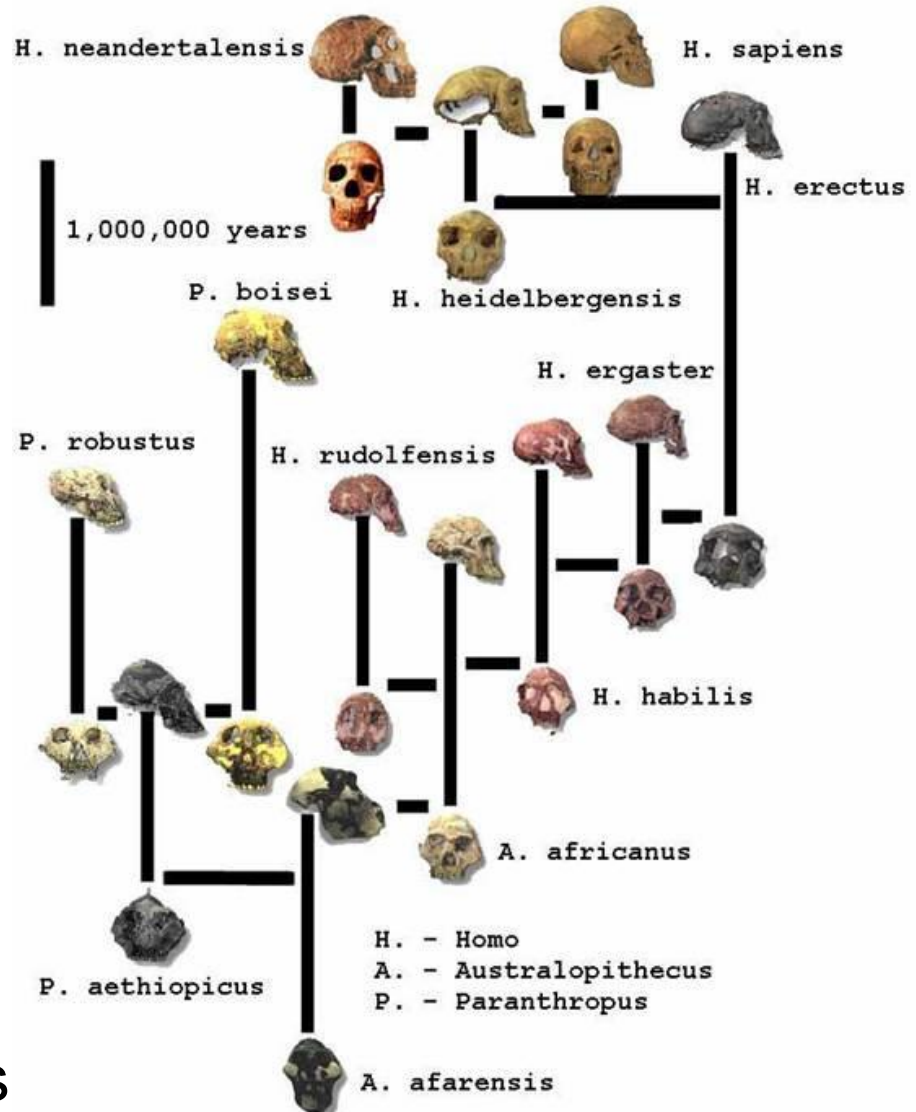 H. neandertalensis
H. sapiens
H. erectus
1,000,000 years
P. boisei
H. heidelbergensis
H. ergaster
P. robustus
H. rudolfensis
H. habilis
A. africanus
H. - Homo
A. - Australopithecus
P. - Paranthropus
P. aethiopicus
A. afarensis
s